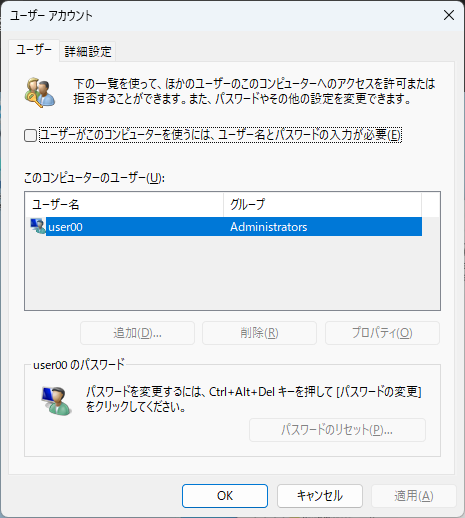 ユーザー アカウント
ユーザー 詳細設定
下の一覧を使って、ほかのユーザーのこのコンピューターへのアクセスを許可または
拒否することができます。また、パスワードやその他の設定を変更できます。
ユーザーがこのコンピューターを使うには、ユーザー名とパスワードの入力が必要(E)
このコンピューターのユーザー(U):
ユーザー名 グループ
user00 Administrators
追加(D)... 削除(R) プロパティ(O)
user00 のパスワード
パスワードを変更するには、Ctrl+Alt+Del キーを押して [パスワードの変更]
をクリックしてください。
パスワードのリセット(P)...
OK キャンセル 適用(A)